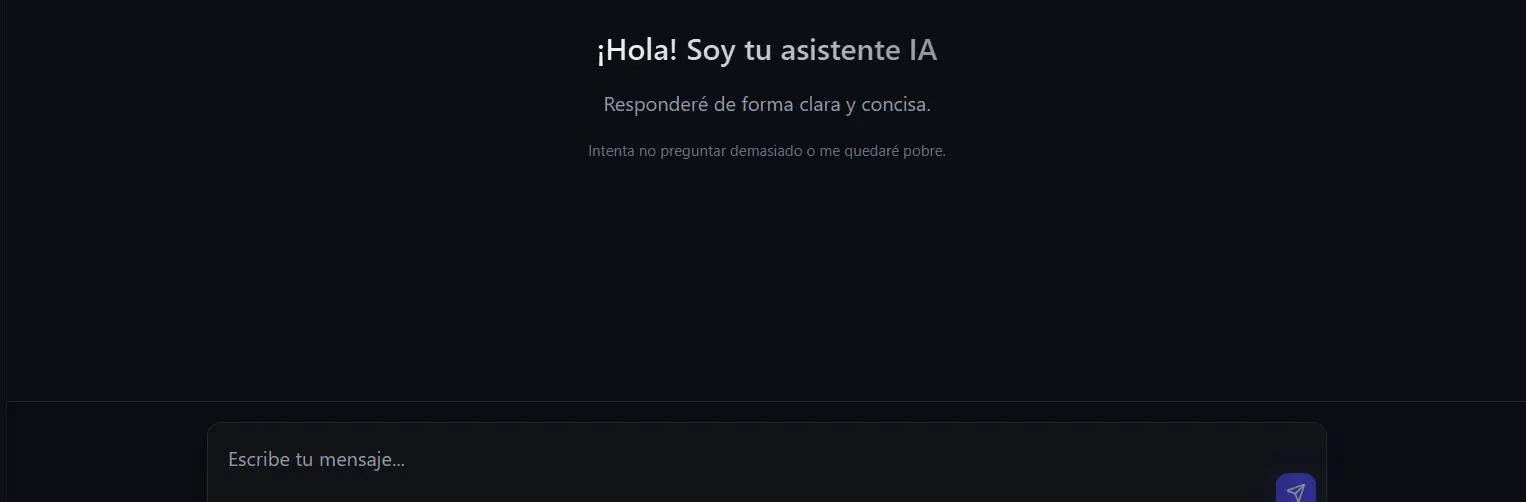 ¡Hola! Soy tu asistente IA
Responderé de forma clara y concisa.
Intenta no preguntar demasiado o me quedaré pobre.
Escribe tu mensaje...